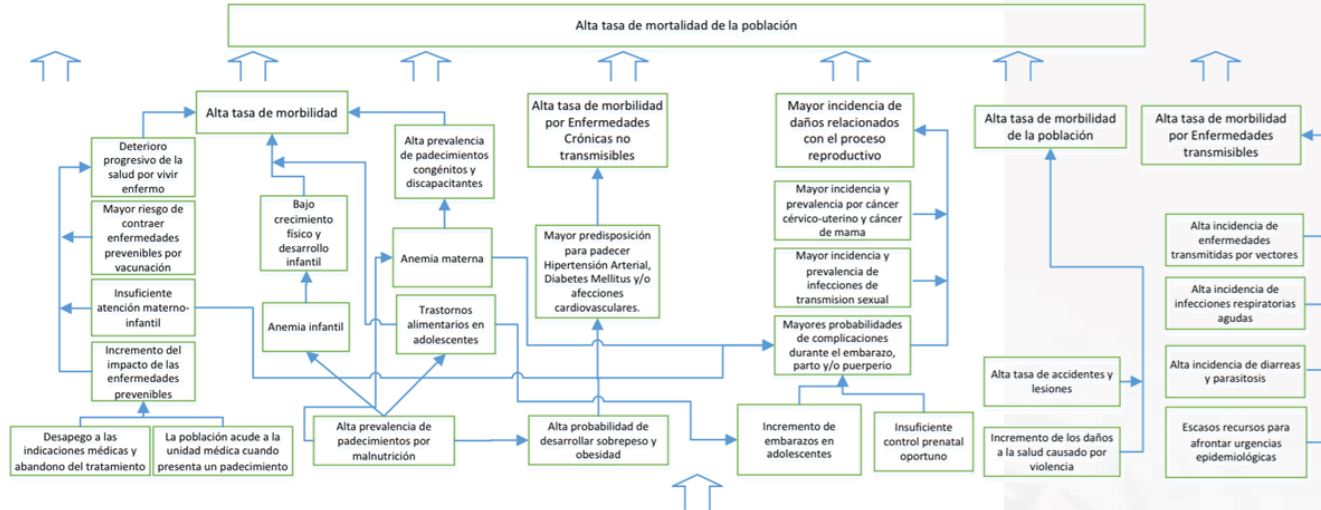 Alta tasa de mortalidad de la población
Alta tasa de morbilidad
Deterioro
progresivo de la
salud por vivir
enfermo
Mayor riesgo de
contraer
enfermedades
prevenibles por
vacunación
Insuficiente
atención materno-
infantil
Incremento del
impacto de las
enfermedades
prevenibles
Desapego a las
indicaciones médicas y
abandono del tratamiento
La población acude a la
unidad médica cuando
presenta un padecimiento
Bajo
crecimiento
físico y
desarrollo
infantil
Anemia infantil
Alta prevalencia
de padecimientos
congénitos y
discapacitantes
Anemia materna
Trastornos
alimentarios en
adolescentes
Alta prevalencia de
padecimientos por
malnutrición
Alta tasa de morbilidad
por Enfermedades
Crónicas no
transmisibles
Mayor predisposición
para padecer
Hipertensión Arterial,
Diabetes Mellitus y/o
afecciones
cardiovasculares.
Alta probabilidad de
desarrollar sobrepeso y
obesidad
Mayor incidencia de
daños relacionados
con el proceso
reproductivo
Mayor incidencia y
prevalencia por cáncer
cérvico-uterino y cáncer
de mama
Mayor incidencia y
prevalencia de
infecciones de
transmision sexual
Mayores probabilidades
de complicaciones
durante el embarazo,
parto y/o puerperio
Incremento de
embarazos en
adolescentes
Insuficiente
control prenatal
oportuno
Alta tasa de morbilidad
de la población
Alta tasa de accidentes y
lesiones
Incremento de los daños
a la salud causado por
violencia
Alta tasa de morbilidad
por Enfermedades
transmisibles
Alta incidencia de
enfermedades
transmitidas por vectores
Alta incidencia de
infecciones respiratorias
agudas
Alta incidencia de diarreas
y parasitosis
Escasos recursos para
afrontar urgencias
epidemiológicas